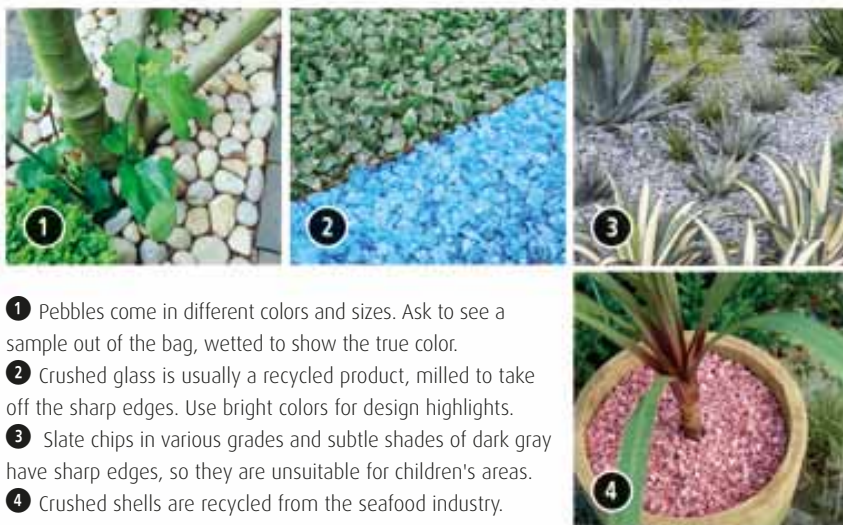 1
2
3
4
1 Pebbles come in different colors and sizes. Ask to see a
sample out of the bag, wetted to show the true color.
2 Crushed glass is usually a recycled product, milled to take
off the sharp edges. Use bright colors for design highlights.
3 Slate chips in various grades and subtle shades of dark gray
have sharp edges, so they are unsuitable for children's areas.
4 Crushed shells are recycled from the seafood industry.